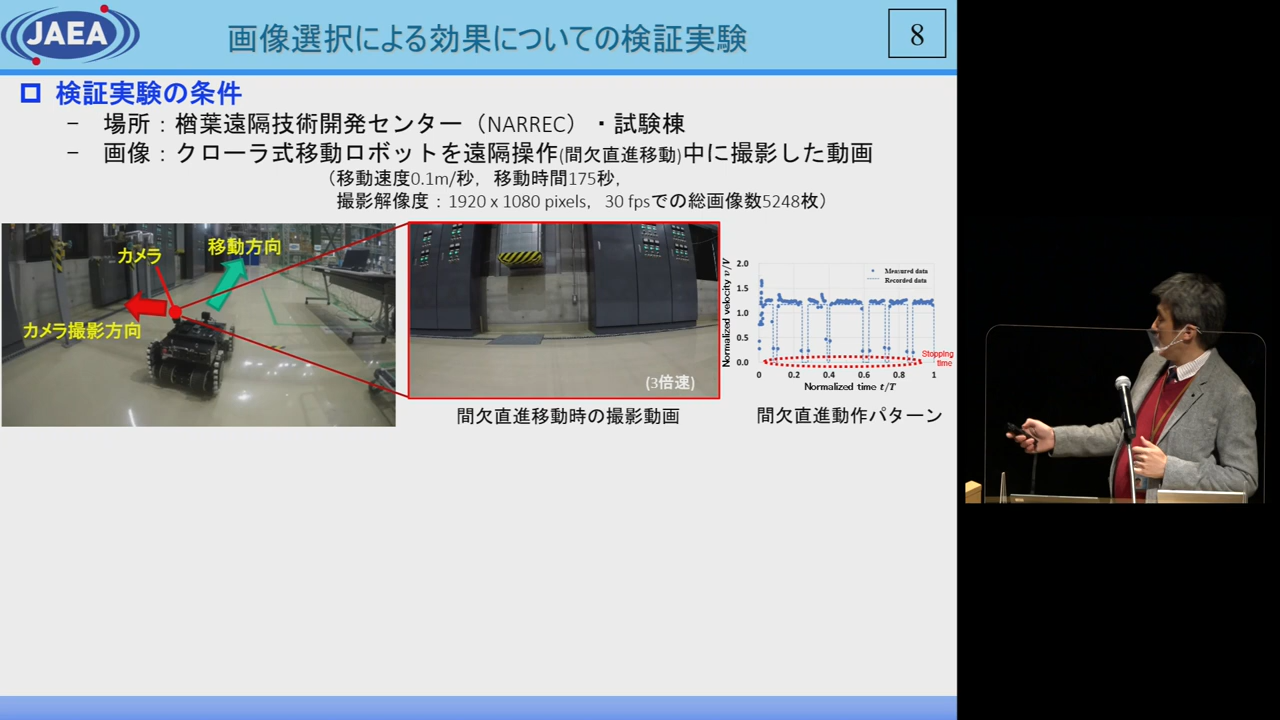 JAEA
画像選択による効果についての検証実験
8
検証実験の条件
− 場所：楢葉遠隔技術開発センター（NARREC）・試験棟
− 画像：クローラ式移動ロボットを遠隔操作(間欠直進移動)中に撮影した動画
（移動速度0.1m/秒，移動時間175秒，
撮影解像度：1920 x 1080 pixels，30 fpsでの総画像数5248枚）
カメラ
移動方向
カメラ撮影方向
(3倍速)
間欠直進移動時の撮影動画
Normalized velocity v/V
2.0
1.5
1.0
0.5
0.0
Measured data
Recorded data
Stopping time
0 0.2 0.4 0.6 0.8 1
Normalized time t/T
間欠直進動作パターン